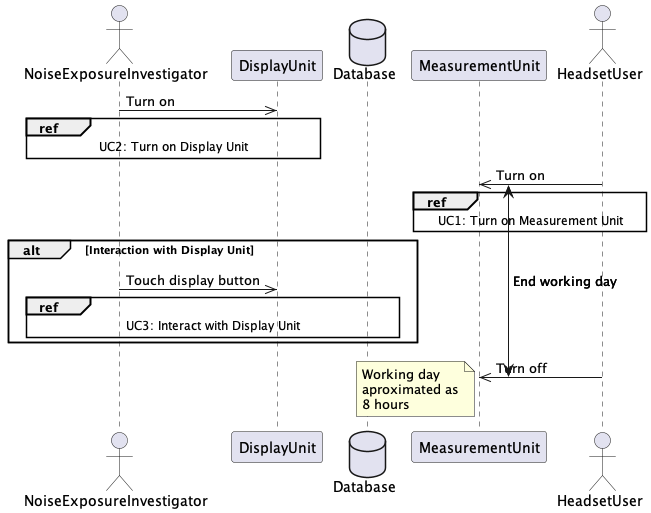 NoiseExposureInvestigator
DisplayUnit
Database
MeasurementUnit
HeadsetUser
Turn on
ref
UC2: Turn on Display Unit
Turn on
ref
UC1: Turn on Measurement Unit
alt
[Interaction with Display Unit]
Touch display button
End working day
ref
UC3: Interact with Display Unit
Turn off
Working day
aproximated as
8 hours
NoiseExposureInvestigator
DisplayUnit
Database
MeasurementUnit
HeadsetUser